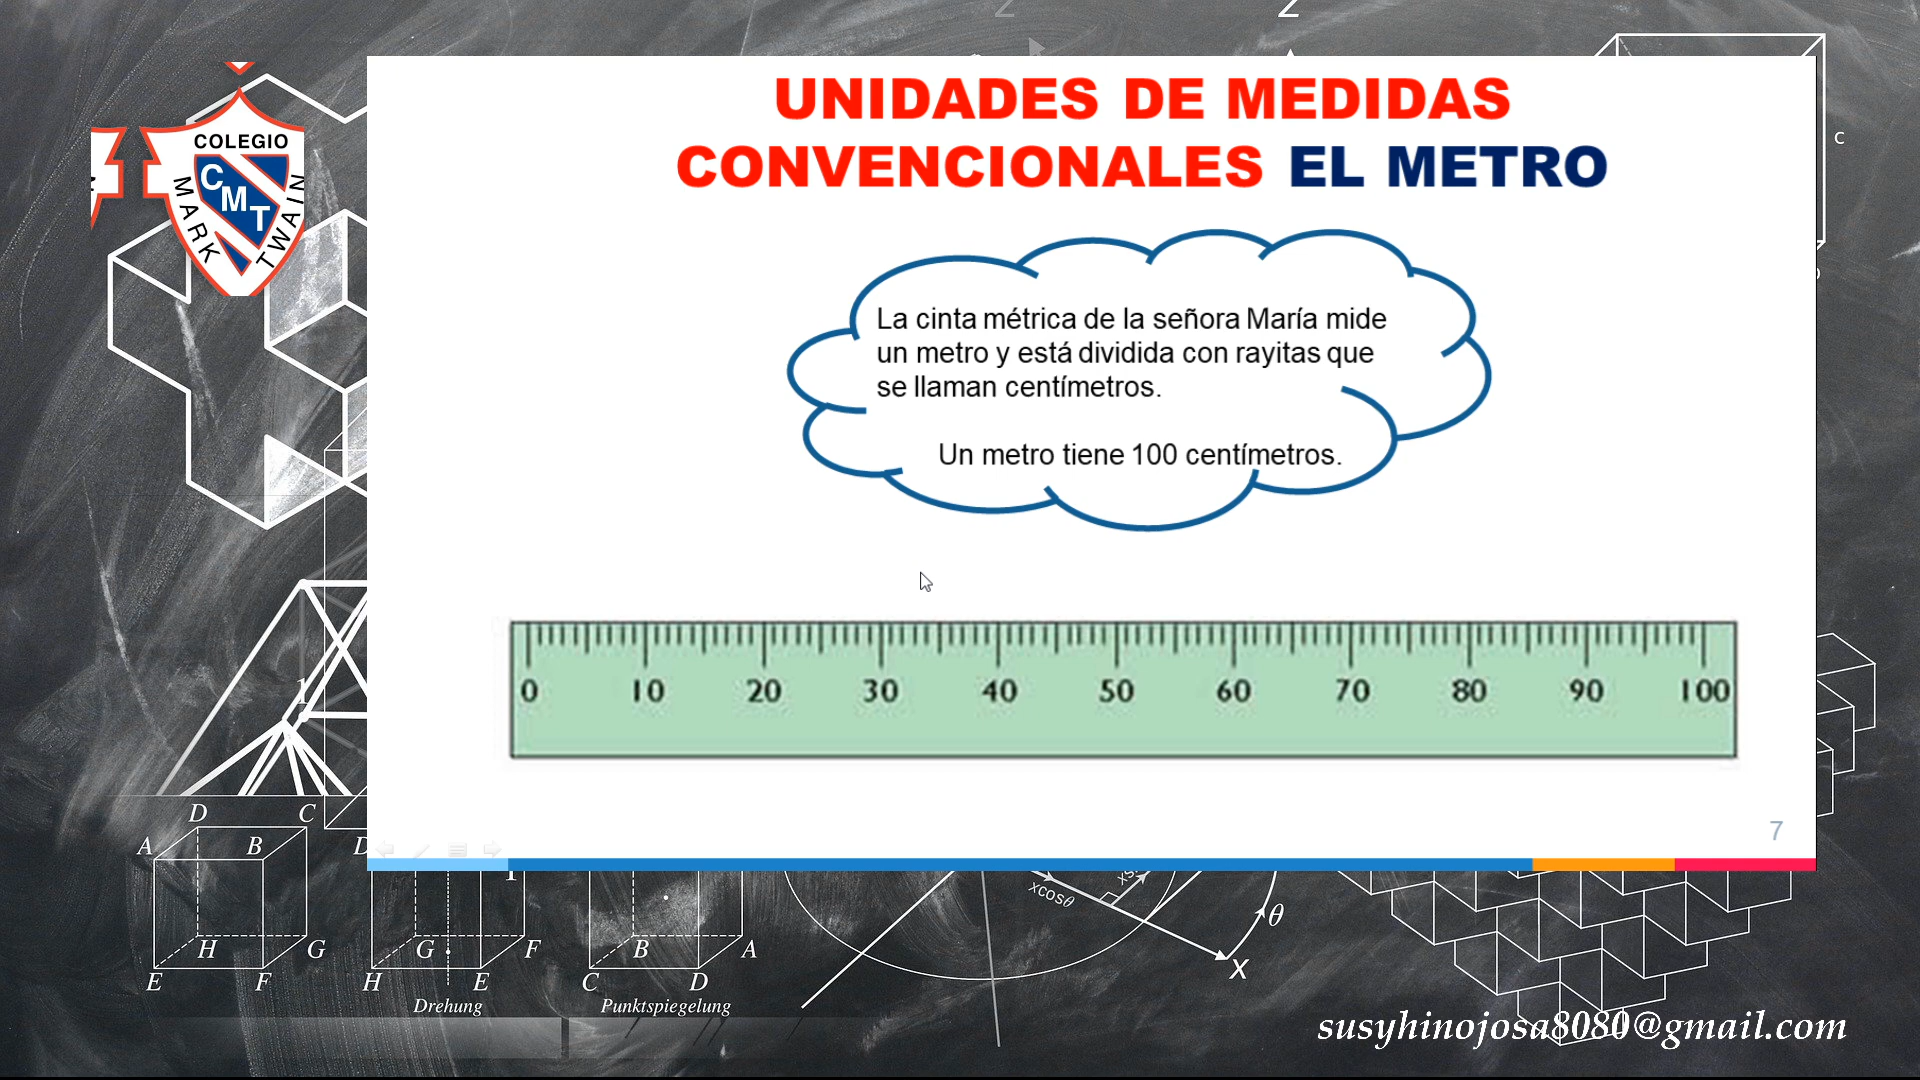 UNIDADES DE MEDIDAS
CONVENCIONALES EL METRO
COLEGIO
CMT
MARK TWAIN
La cinta métrica de la señora María mide
un metro y está dividida con rayitas que
se llaman centímetros.
Un metro tiene 100 centímetros.
0 10 20 30 40 50 60 70 80 90 100
7
Z
C
1
D C
A B D
H G G F B A
E F H E C D
Drehung Punktspiegelung
xcosθ
θ
X
susyhinojosa8080@gmail.com